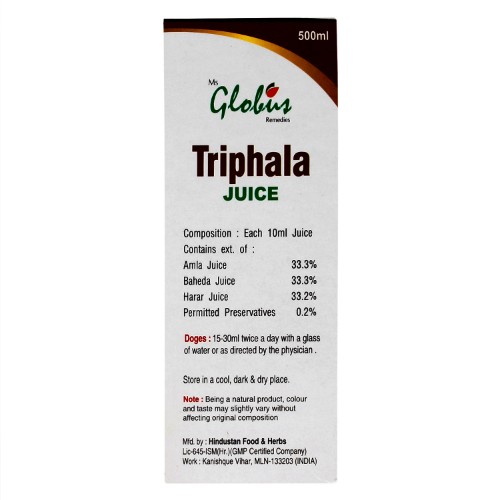 500ml
Ms
Globus
Remedies
Triphala
JUICE
Composition : Each 10ml Juice
Contains ext. of :
Amla Juice 33.3%
Baheda Juice 33.3%
Harar Juice 33.2%
Permitted Preservatives 0.2%
Doges : 15-30ml twice a day with a glass
of water or as directed by the physician .
Store in a cool, dark & dry place.
Note : Being a natural product, colour
and taste may slightly vary without
affecting original composition
Mfd. by : Hindustan Food & Herbs
Lic-645-ISM(Hr.)(GMP Certified Company)
Work : Kanishque Vihar, MLN-133203 (INDIA)